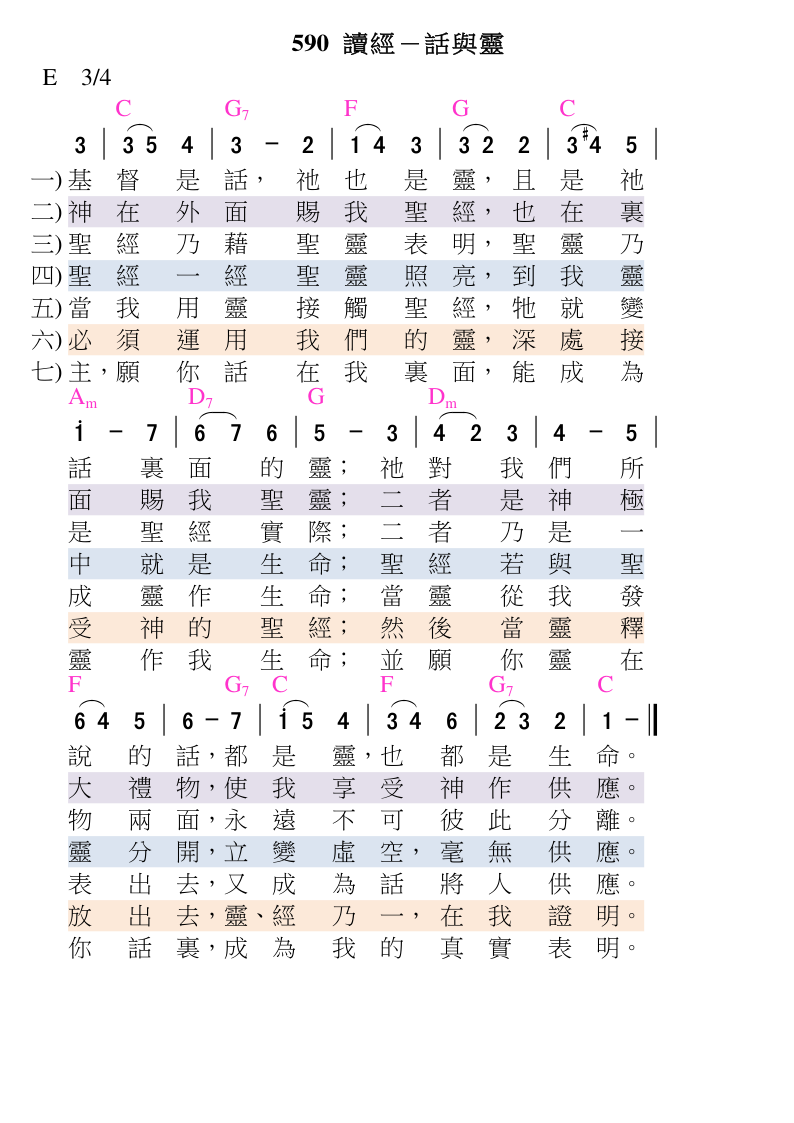 590 讀經－話與靈
E 3/4
C G7 F G C
3 | 3 5 4 | 3 － 2 | 1 4 3 | 3 2 2 | 3 #4 5 |
一)基督是話，祂也是靈，且是祂
二)神在外面賜我聖經，也在裏
三)聖經乃藉聖靈表明，聖靈乃
四)聖經一經聖靈照亮，到我靈
五)當我用靈接觸聖經，牠就變
六)必須運用我們的靈，深處接
七)主，願你話在我裏面，能成為
Am D7 G Dm
i － 7 | 6 7 6 | 5 － 3 | 4 2 3 | 4 － 5 |
話裏面的靈；祂對我們所
面賜我聖靈；二者是神極
是聖經實際；二者乃是一
中就是生命；聖經若與聖
成靈作生命；當靈從我發
受神的聖經；然後當靈釋
靈作我生命；並願你靈在
F G7 C F G7 C
6 4 5 | 6 － 7 | i 5 4 | 3 4 6 | 2 3 2 | 1 － ‖
說的話，都是靈，也都是生命。
大禮物，使我享受神作供應。
物兩面，永遠不可彼此分離。
靈分開，立變虛空，毫無供應。
表出去，又成為話將人供應。
放出去，靈、經乃一，在我證明。
你話裏，成為我的真實表明。